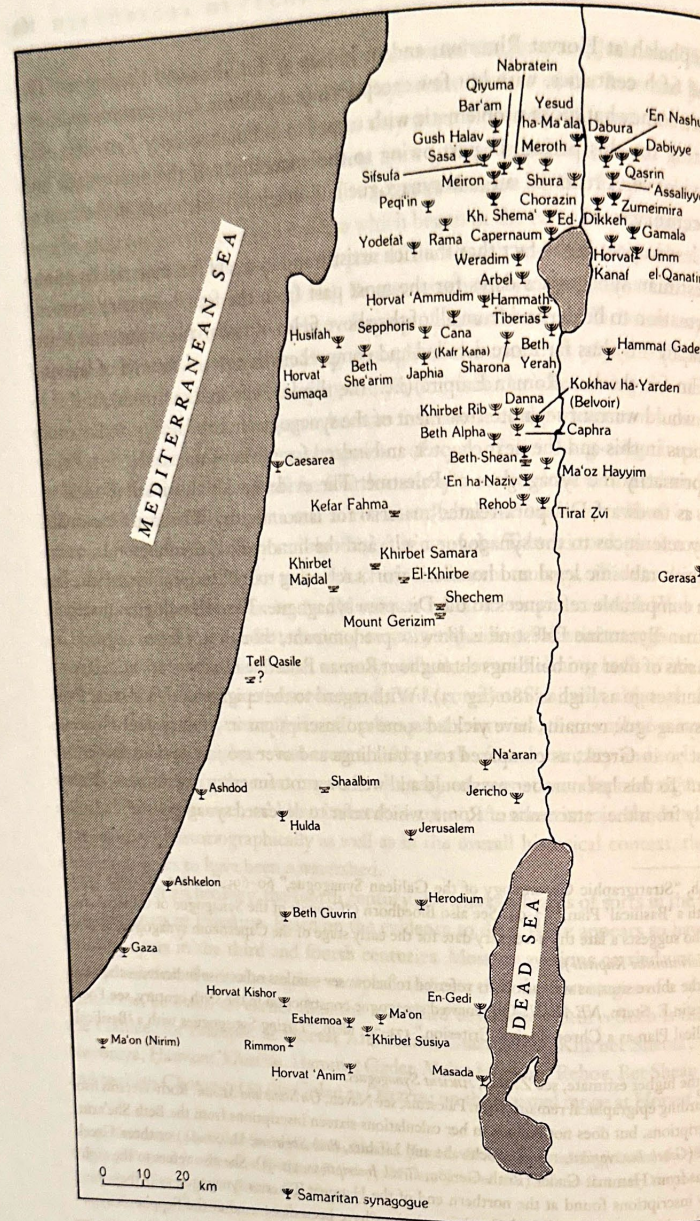 Nabratein
Qiyuma
Bar'am
Yesud
ha-Ma'ala
Dabura
'En Nashu
Gush Halav
Meroth
Dabiyye
Sasa
Sifsufa
Meiron
Shura
Qasrin
'Assaliyy
Peqi'in
Chorazin
Zumeimira
Kh. Shema'
Ed-Dikkeh
Gamala
Yodefat
Rama
Capernaum
Horvat
Kanaf
Umm
el-Qanatir
Weradim
Arbel
Horvat 'Ammudim
Hammath-
Tiberias
Husifah
Sepphoris
Cana
(Kafr Kana)
Beth
Yerah
Hammat Gade
Horvat
Sumaqa
Beth
She'arim
Japhia
Sharona
Kokhav ha-Yarden
(Belvoir)
Danna
Khirbet Rib
Beth Alpha
Caphra
Caesarea
Beth-Shean
Ma'oz Hayyim
'En ha-Naziv
Kefar Fahma
Rehob
Tirat Zvi
Khirbet Samara
Khirbet
Majdal
El-Khirbe
Gerasa
Shechem
Mount Gerizim
Tell Qasile
?
Na'aran
Ashdod
Shaalbim
Jericho
Hulda
Jerusalem
Ashkelon
Herodium
Beth Guvrin
Gaza
Horvat Kishor
En-Gedi
Eshtemoa
Ma'on
Ma'on (Nirim)
Rimmon
Khirbet Susiya
Horvat 'Anim
Masada
MEDITERRANEAN SEA
DEAD SEA
0 10 20 km
Samaritan synagogue